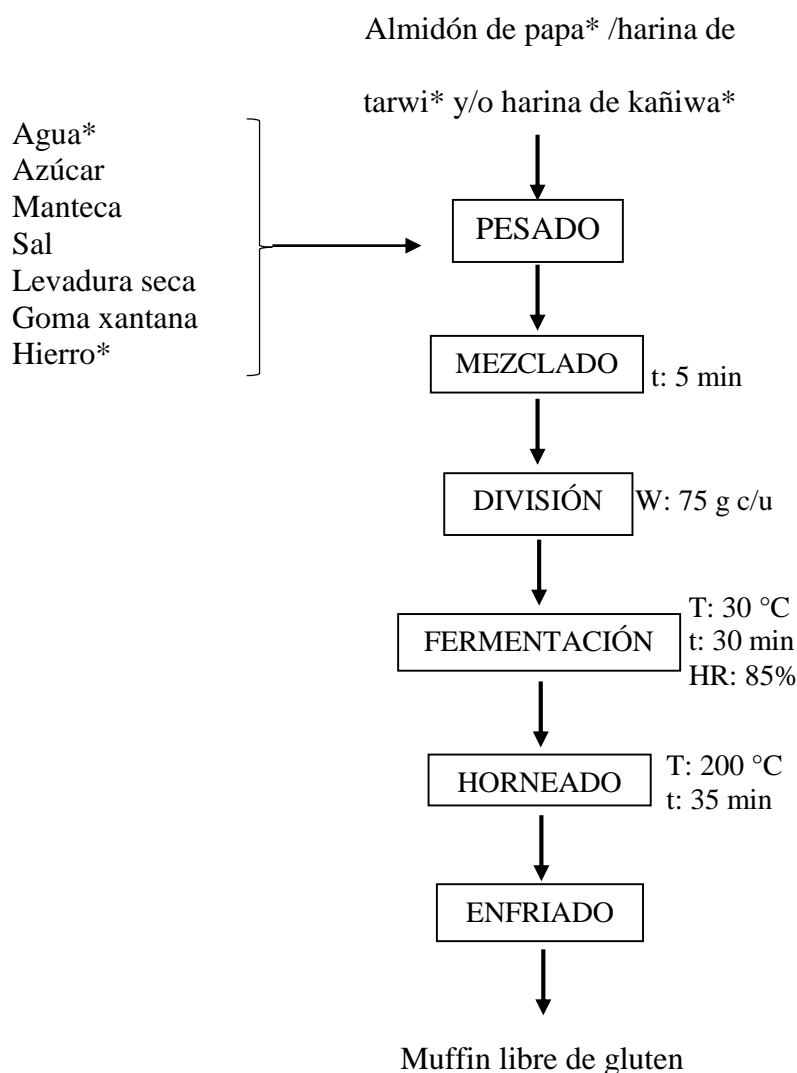 Almidón de papa* /harina de
tarwi* y/o harina de kañiwa*
Agua*
Azúcar
Manteca
Sal
Levadura seca
Goma xantana
Hierro*
PESADO
MEZCLADO
t: 5 min
DIVISIÓN
W: 75 g c/u
FERMENTACIÓN
T: 30 °C
t: 30 min
HR: 85%
HORNEADO
T: 200 °C
t: 35 min
ENFRIADO
Muffin libre de gluten